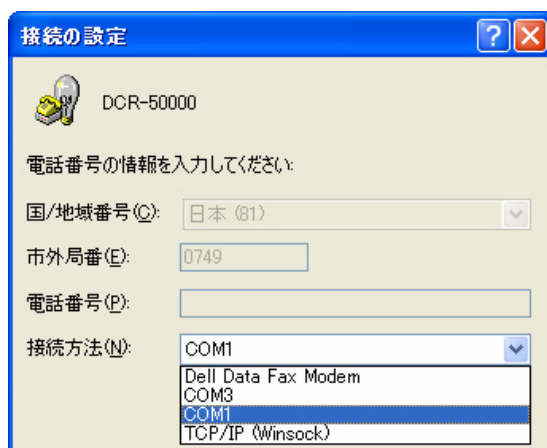 接続の設定
DCR-50000
電話番号の情報を入力してください:
国/地域番号(C): 日本 (81)
市外局番(E): 0749
電話番号(P):
接続方法(N): COM1
Dell Data Fax Modem
COM3
COM1
TCP/IP (Winsock)